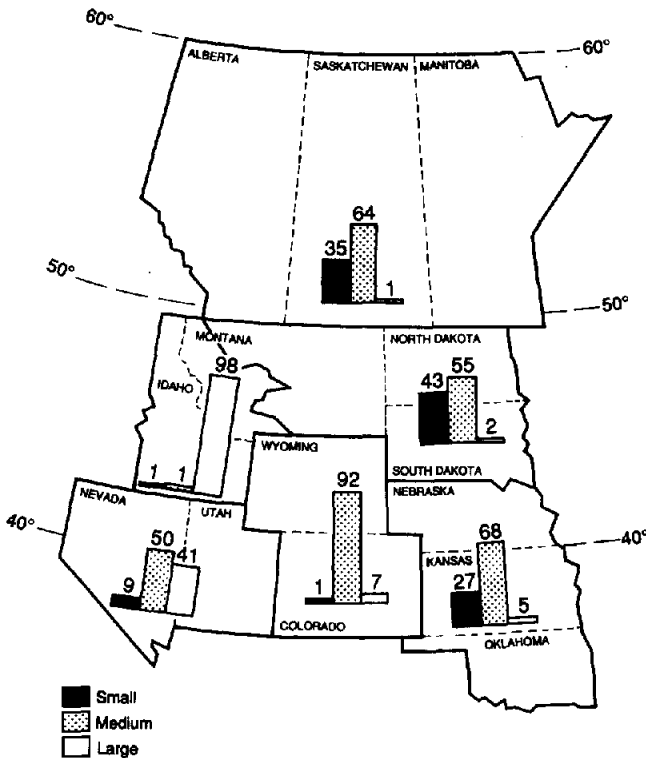 60°
60°
ALBERTA
SASKATCHEWAN
MANITOBA
64
35
1
50°
50°
MONTANA
NORTH DAKOTA
98
55
43
IDAHO
2
WYOMING
1
1
SOUTH DAKOTA
92
NEBRASKA
NEVADA
UTAH
40°
40°
50
68
41
KANSAS
27
9
1
7
5
COLORADO
OKLAHOMA
Small
Medium
Large